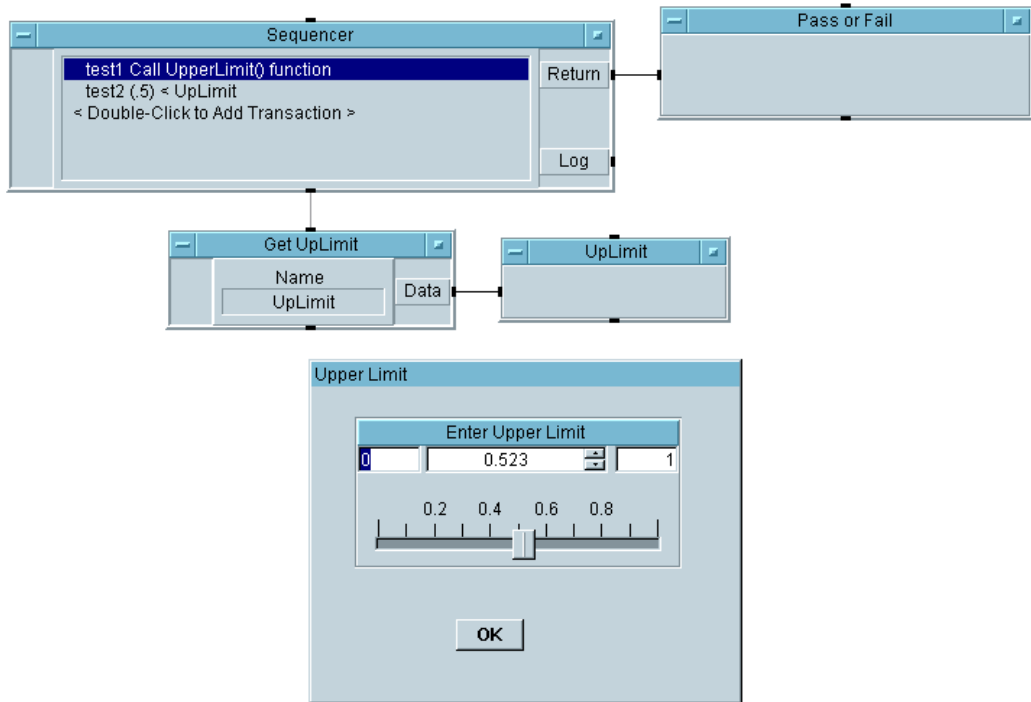 Sequencer
test1 Call UpperLimit() function
test2 (.5) < UpLimit
< Double-Click to Add Transaction >
Return
Log
Pass or Fail
Get UpLimit
Name
UpLimit
Data
UpLimit
Upper Limit
Enter Upper Limit
0 0.523 1
0.2 0.4 0.6 0.8
OK